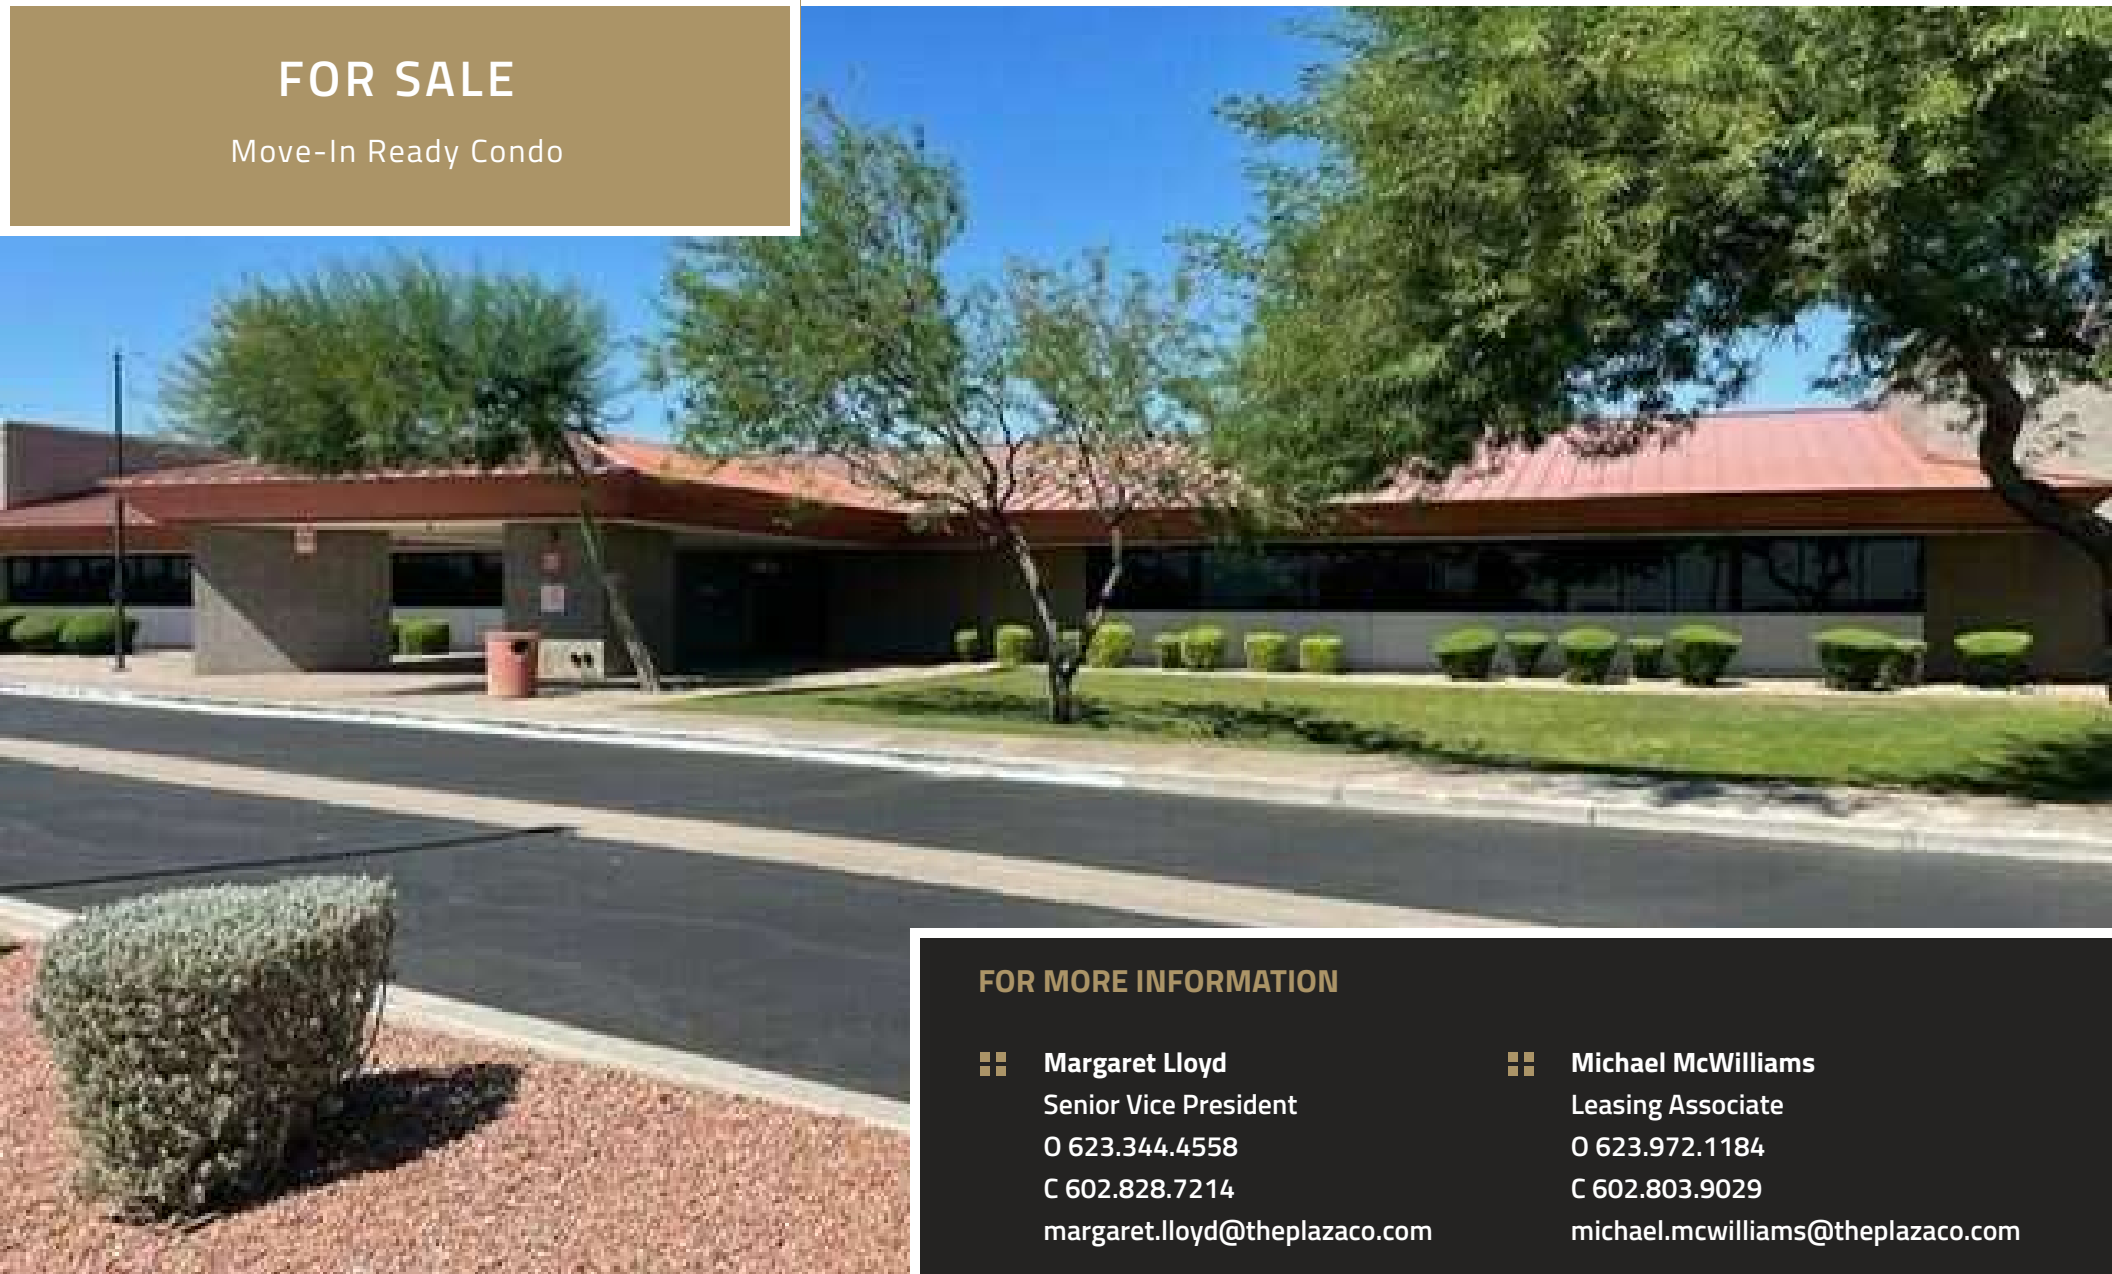 FOR SALE
Move-In Ready Condo
FOR MORE INFORMATION
Margaret Lloyd
Senior Vice President
O 623.344.4558
C 602.828.7214
margaret.lloyd@theplazaco.com
Michael McWilliams
Leasing Associate
O 623.972.1184
C 602.803.9029
michael.mcwilliams@theplazaco.com